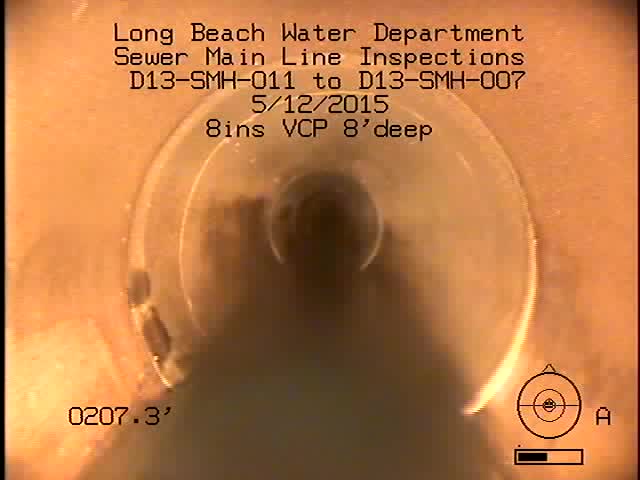 Long Beach Water Department
Sewer Main Line Inspections
D13-SMH-011 to D13-SMH-007
5/12/2015
8ins VCP 8'deep
0207.3'
A